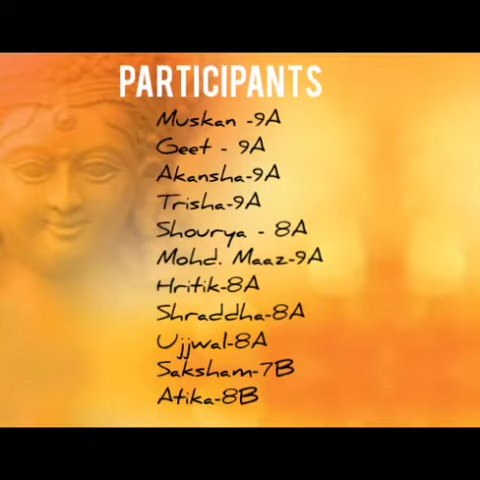 PARTICIPANTS
Muskan -9A
Geet - 9A
Akansha-9A
Trisha-9A
Shourya - 8A
Mohd. Maaz-9A
Hritik-8A
Shraddha-8A
Ujjwal-8A
Saksham-7B
Atika-8B